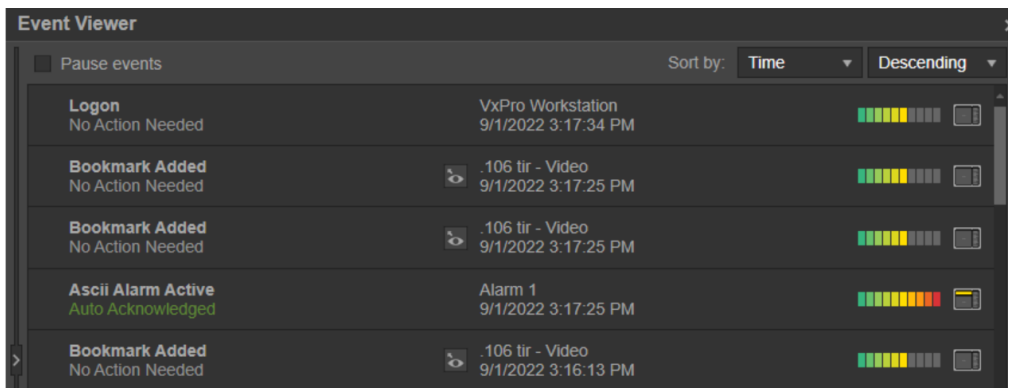 Event Viewer
Pause events
Sort by: Time Descending
Logon VxPro Workstation
No Action Needed 9/1/2022 3:17:34 PM
Bookmark Added .106 tir - Video
No Action Needed 9/1/2022 3:17:25 PM
Bookmark Added .106 tir - Video
No Action Needed 9/1/2022 3:17:25 PM
Ascii Alarm Active Alarm 1
Auto Acknowledged 9/1/2022 3:17:25 PM
Bookmark Added .106 tir - Video
No Action Needed 9/1/2022 3:16:13 PM